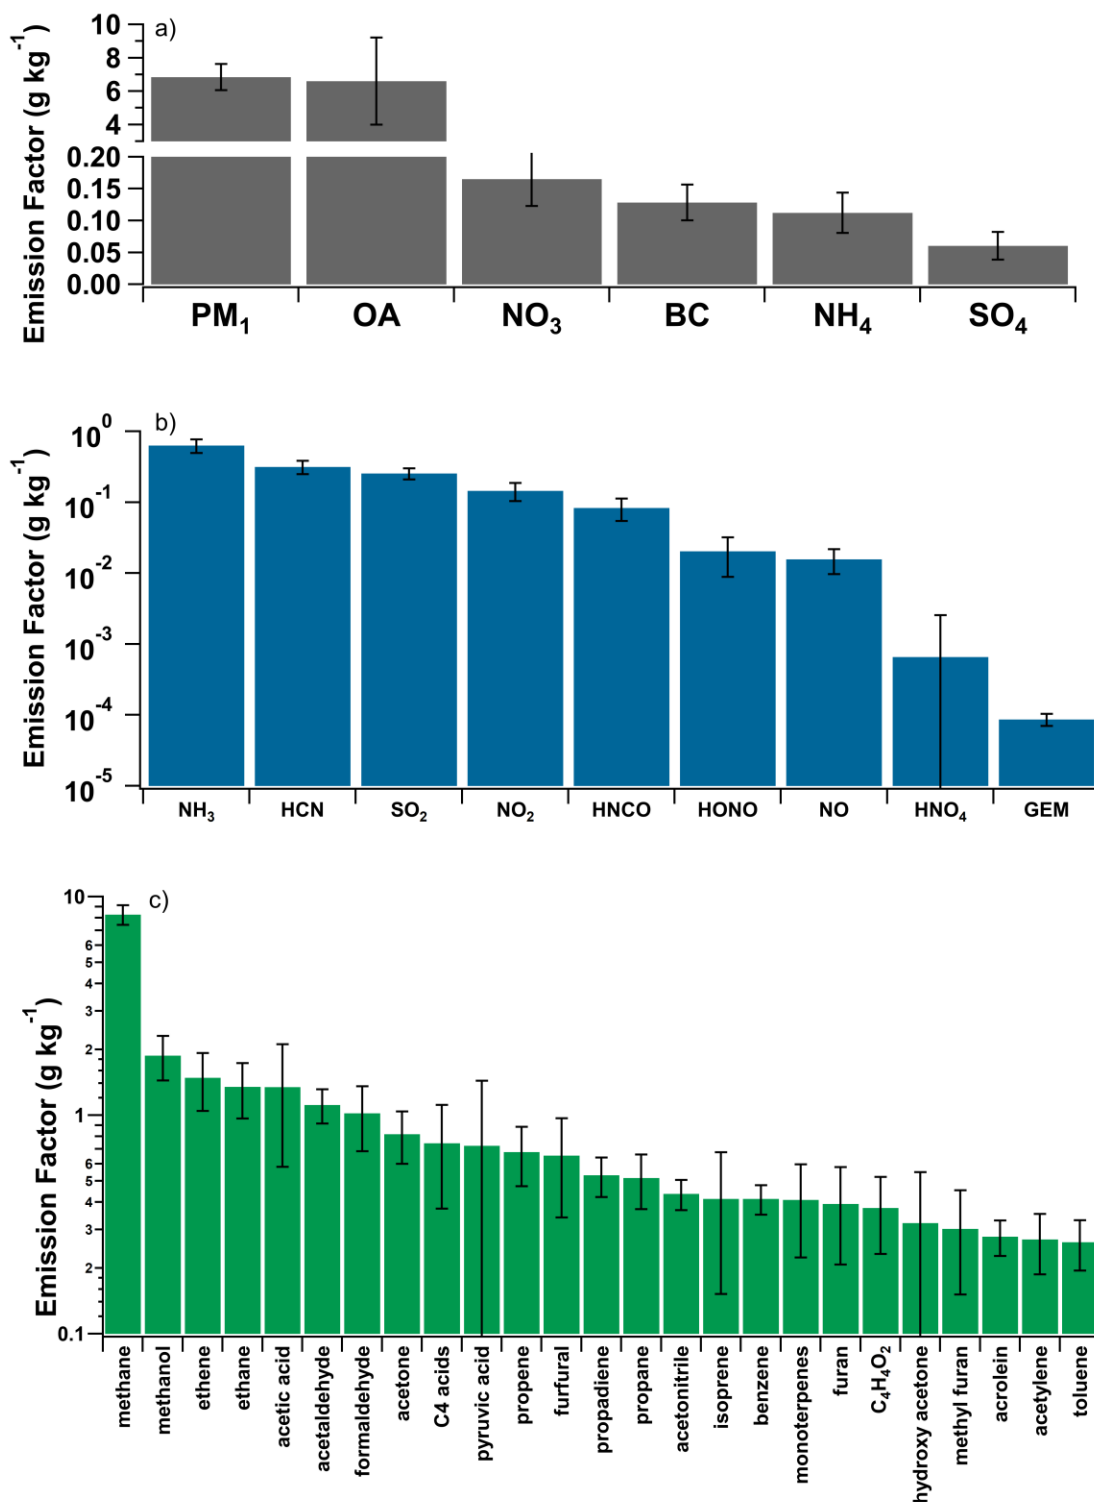 a)
Emission Factor (g kg⁻¹)
10
8
6
4
0.20
0.15
0.10
0.05
0.00
PM₁ OA NO₃ BC NH₄ SO₄
b)
Emission Factor (g kg⁻¹)
10⁰
10⁻¹
10⁻²
10⁻³
10⁻⁴
10⁻⁵
NH₃ HCN SO₂ NO₂ HNCO HONO NO HNO₄ GEM
c)
Emission Factor (g kg⁻¹)
10
6
5
4
3
2
1
6
5
4
3
2
0.1
methane
methanol
ethene
ethane
acetic acid
acetaldehyde
formaldehyde
acetone
C4 acids
pyruvic acid
propene
furfural
propadiene
propane
acetonitrile
isoprene
benzene
monoterpenes
furan
C₄H₄O₂
hydroxy acetone
methyl furan
acrolein
acetylene
toluene